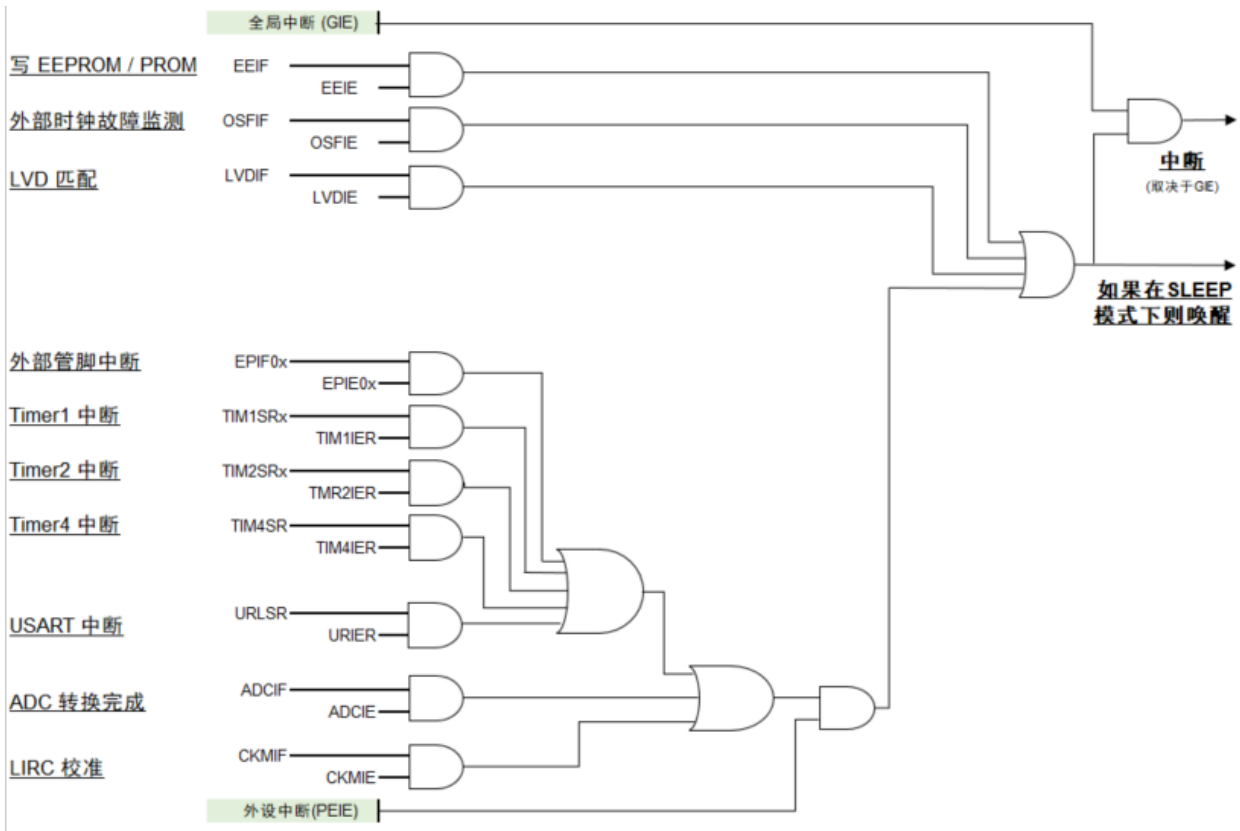 全局中断 (GIE)
写 EEPROM / PROM
EEIF
EEIE
外部时钟故障监测
OSFIF
OSFIE
LVD 匹配
LVDIF
LVDIE
中断
(取决于GIE)
如果在SLEEP
模式下则唤醒
外部管脚中断
EPIF0x
EPIE0x
Timer1 中断
TIM1SRx
TIM1IER
Timer2 中断
TIM2SRx
TMR2IER
Timer4 中断
TIM4SR
TIM4IER
USART 中断
URLSR
URIER
ADC 转换完成
ADCIF
ADCIE
LIRC 校准
CKMIF
CKMIE
外设中断(PEIE)